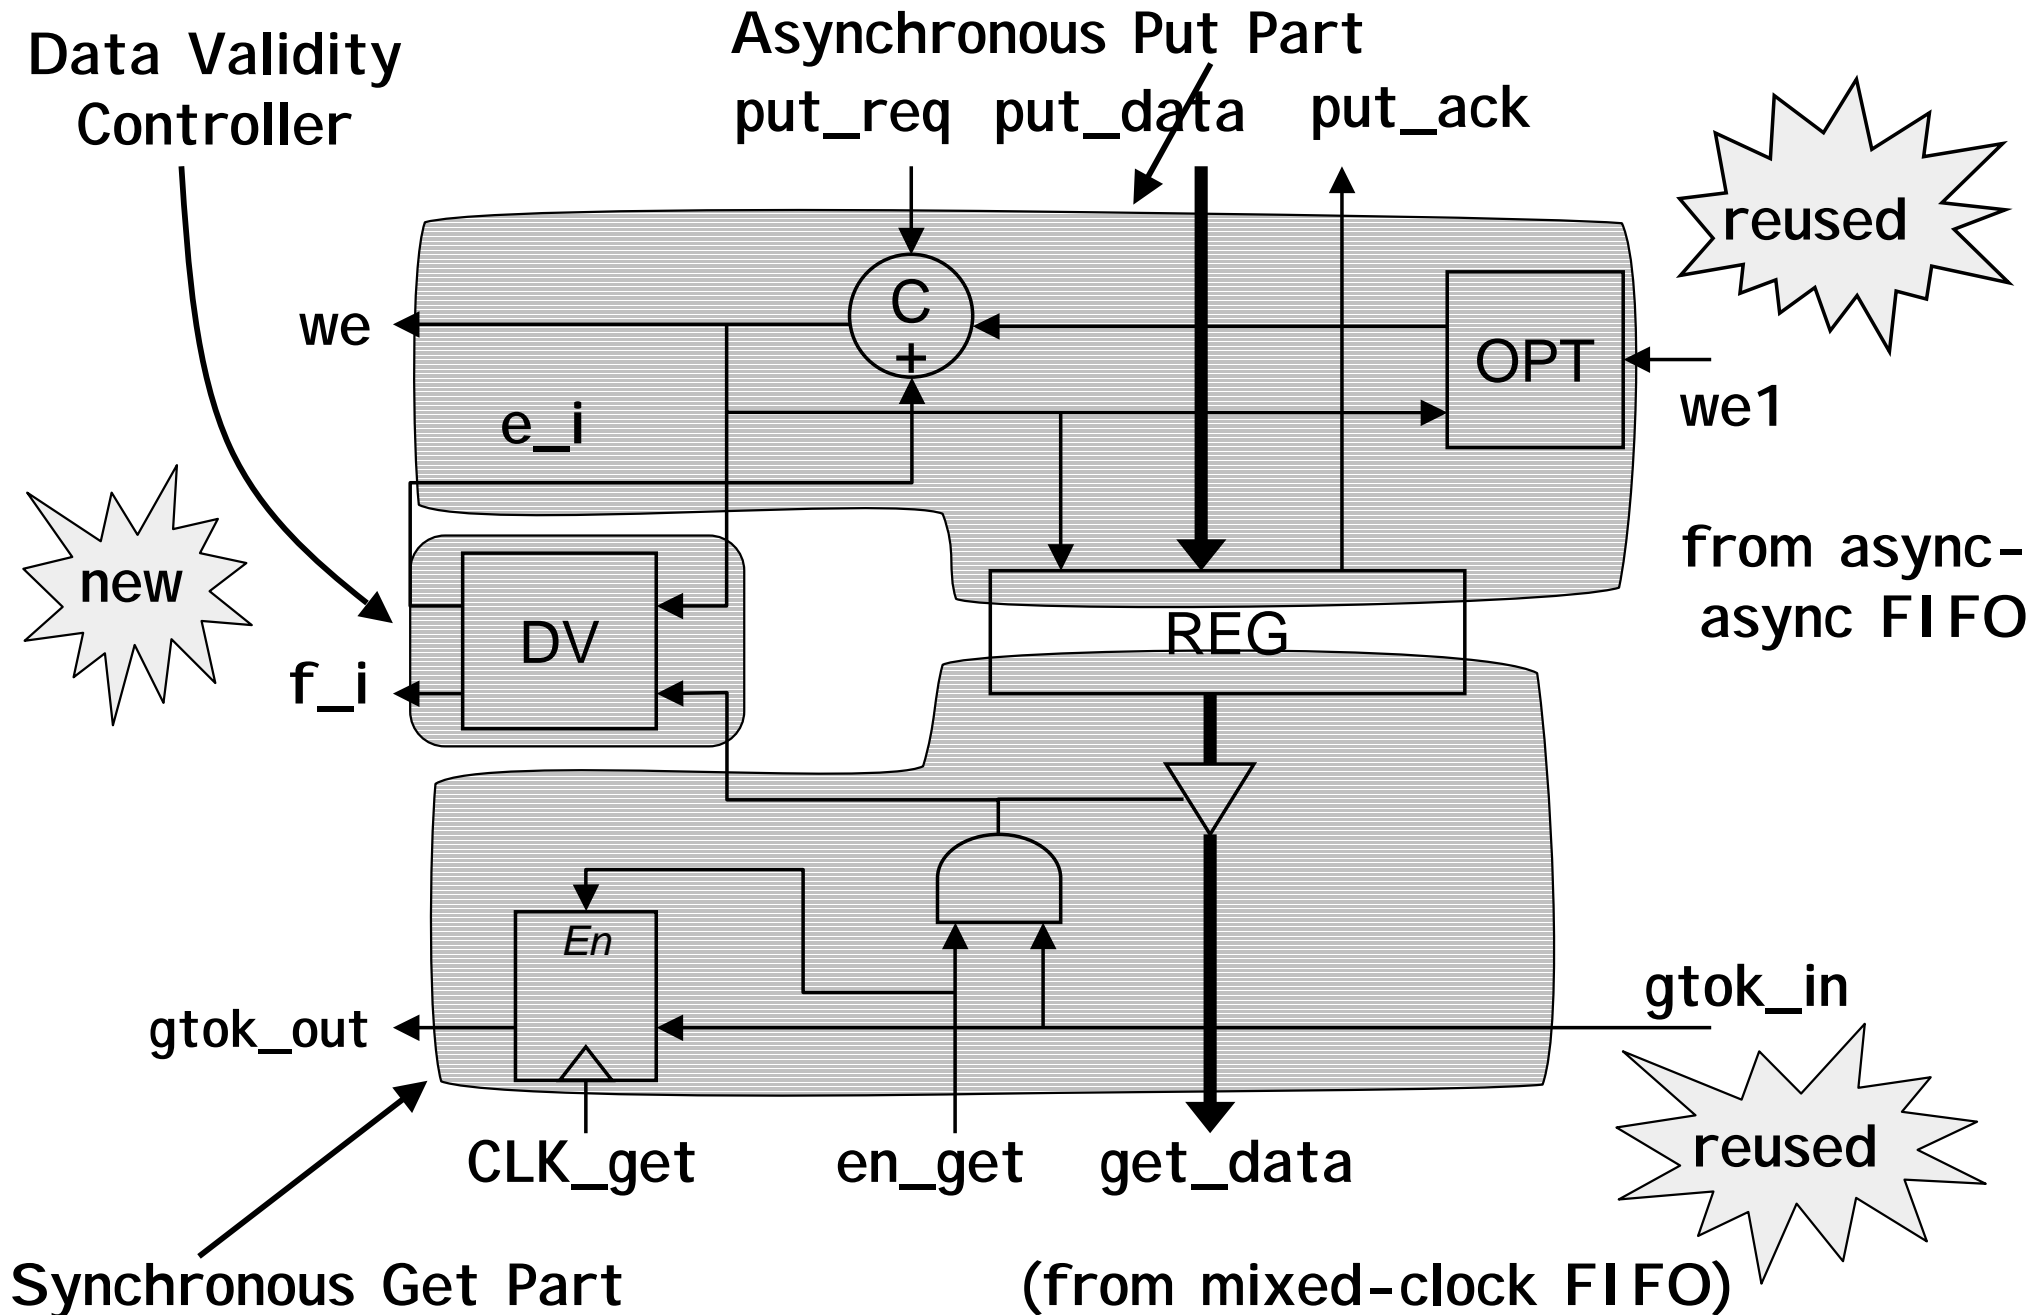 Data Validity
Controller
Asynchronous Put Part
put_req put_data put_ack
reused
C
+
we
OPT
we1
e_i
from async-
async FIFO
new
DV
REG
f_i
En
gtok_in
gtok_out
reused
CLK_get en_get get_data
Synchronous Get Part
(from mixed-clock FIFO)